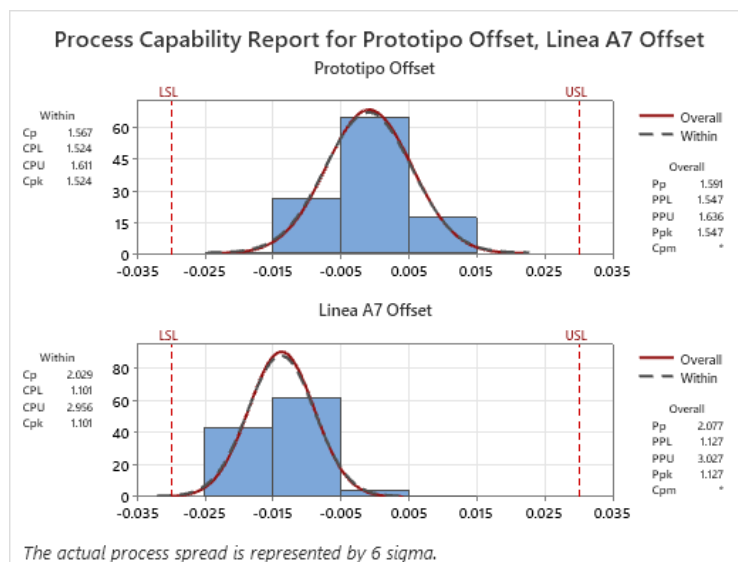 Process Capability Report for Prototipo Offset, Linea A7 Offset
Prototipo Offset
LSL
USL
Within
Cp 1.567
CPL 1.524
CPU 1.611
Cpk 1.524
60
45
30
15
0
-0.035 -0.025 -0.015 -0.005 0.005 0.015 0.025 0.035
Overall
Within
Overall
Pp 1.591
PPL 1.547
PPU 1.636
Ppk 1.547
Cpm *
Linea A7 Offset
LSL
USL
Within
Cp 2.029
CPL 1.101
CPU 2.956
Cpk 1.101
80
60
40
20
0
-0.035 -0.025 -0.015 -0.005 0.005 0.015 0.025 0.035
Overall
Within
Overall
Pp 2.077
PPL 1.127
PPU 3.027
Ppk 1.127
Cpm *
The actual process spread is represented by 6 sigma.